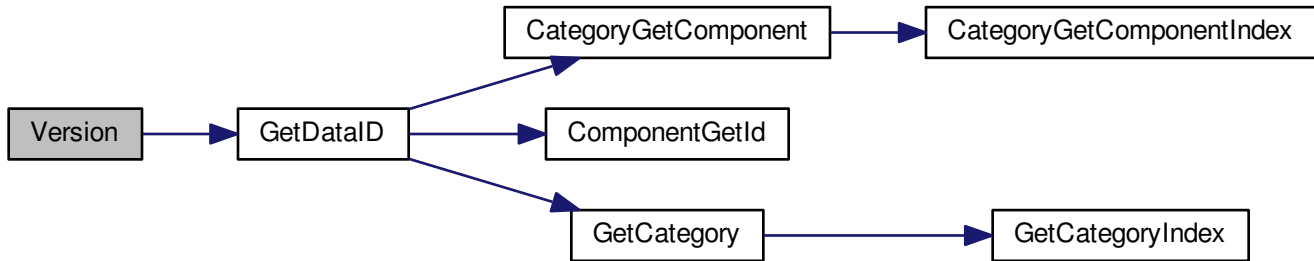 CategoryGetComponent
CategoryGetComponentIndex
Version
GetDataID
ComponentGetId
GetCategory
GetCategoryIndex